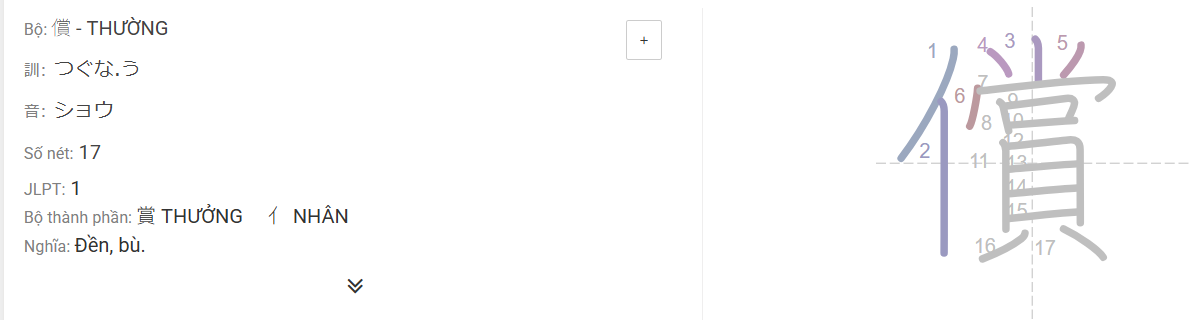 Bộ: 償 - THƯỜNG
+
訓: つぐな.う
音: ショウ
Số nét: 17
JLPT: 1
Bộ thành phần: 賞 THƯỞNG 亻 NHÂN
Nghĩa: Đền, bù.
償
1
2
3
4
5
6
7
8
9
10
11
12
13
14
15
16
17